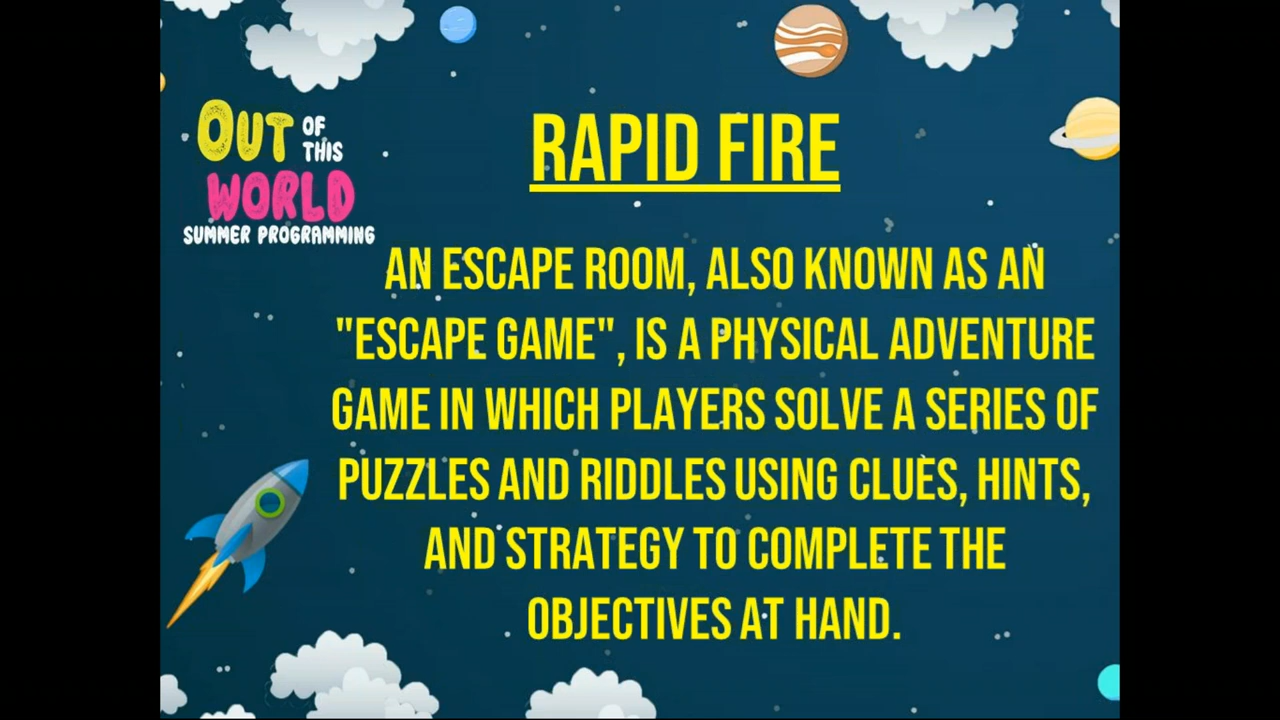 OUT OF THIS
WORLD
SUMMER PROGRAMMING
RAPID FIRE
AN ESCAPE ROOM, ALSO KNOWN AS AN
"ESCAPE GAME", IS A PHYSICAL ADVENTURE
GAME IN WHICH PLAYERS SOLVE A SERIES OF
PUZZLES AND RIDDLES USING CLUES, HINTS,
AND STRATEGY TO COMPLETE THE
OBJECTIVES AT HAND.